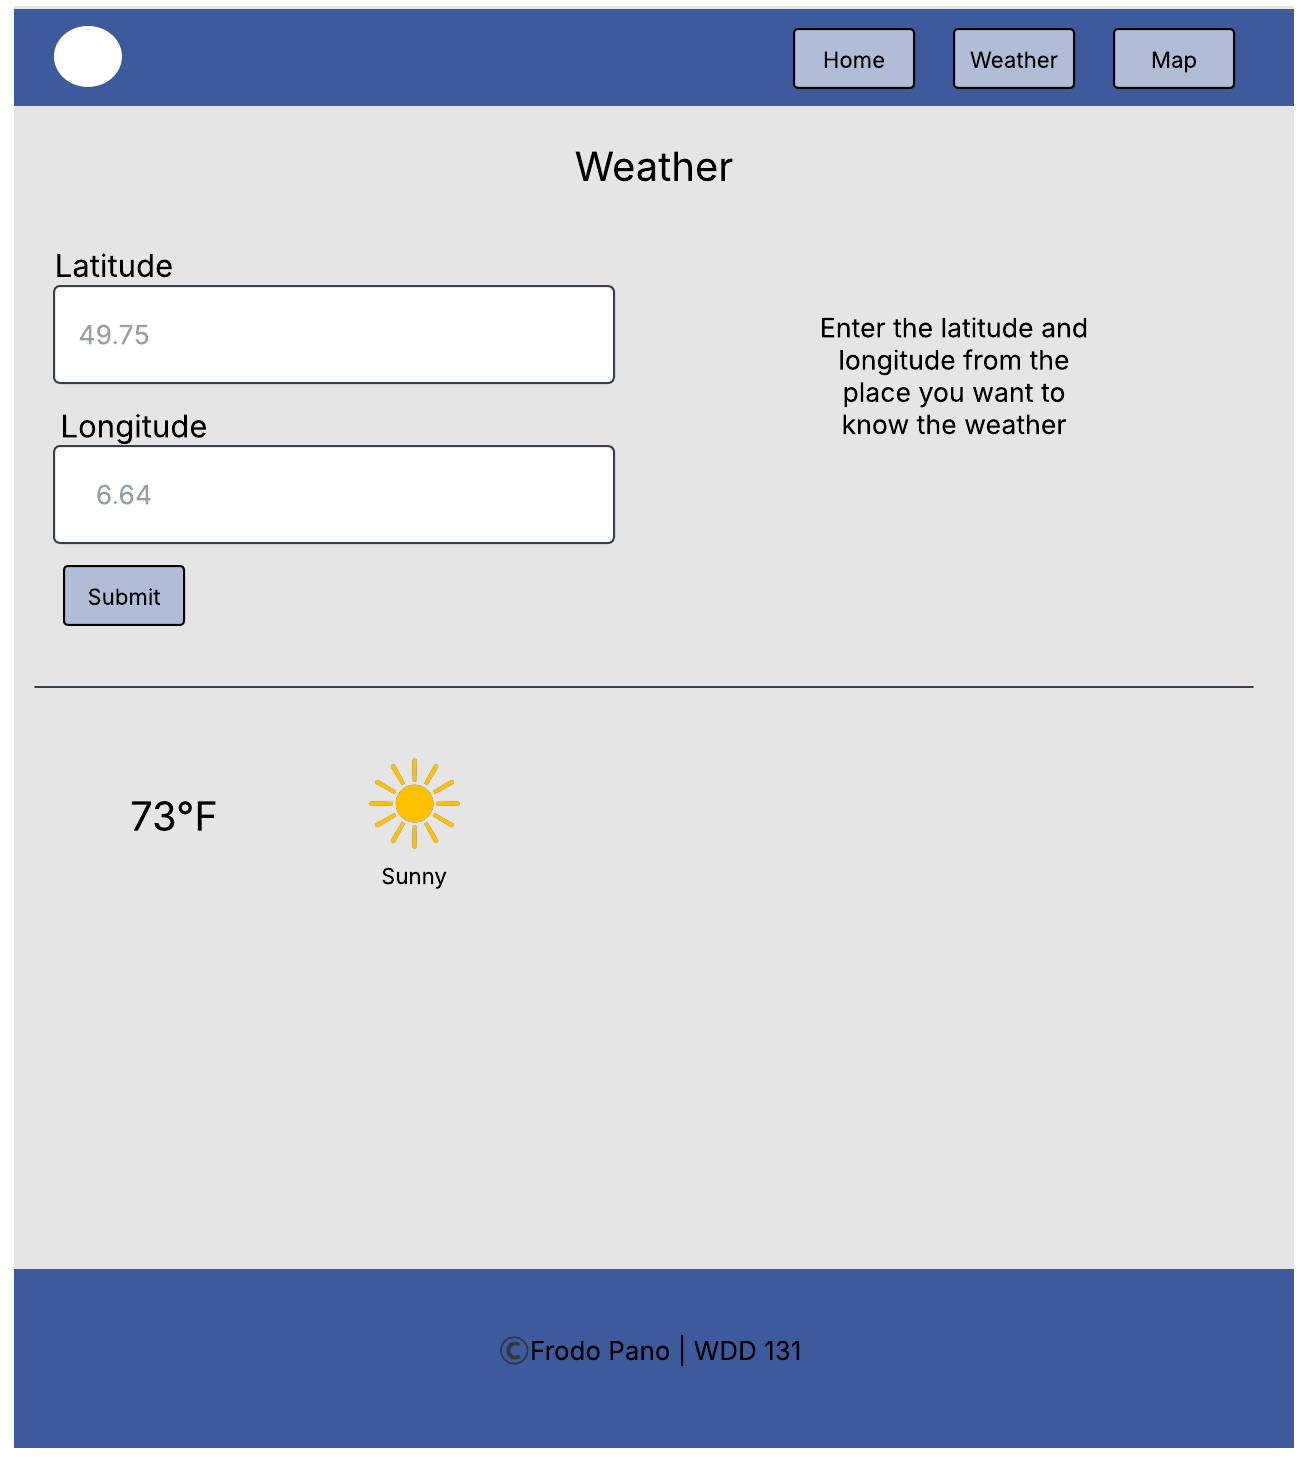 Home Weather Map
Weather
Latitude
49.75
Enter the latitude and
longitude from the
place you want to
know the weather
Longitude
6.64
Submit
73°F
Sunny
©Frodo Pano | WDD 131